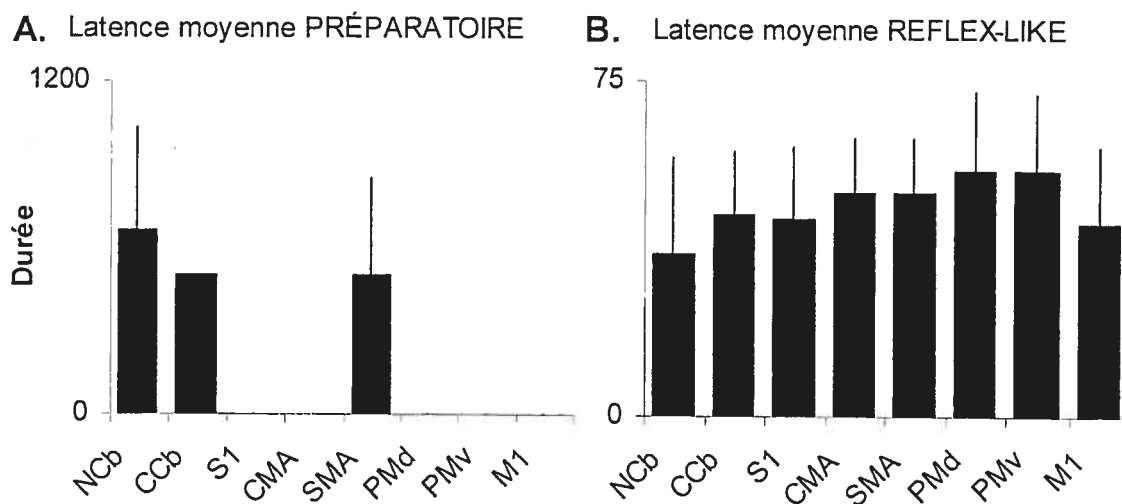 A. Latence moyenne PRÉPARATOIRE
1200
Durée
0
NCb
CCb
S1
CMA
SMA
PMd
PMv
M1
B. Latence moyenne REFLEX-LIKE
75
0
NCb
CCb
S1
CMA
SMA
PMd
PMv
M1